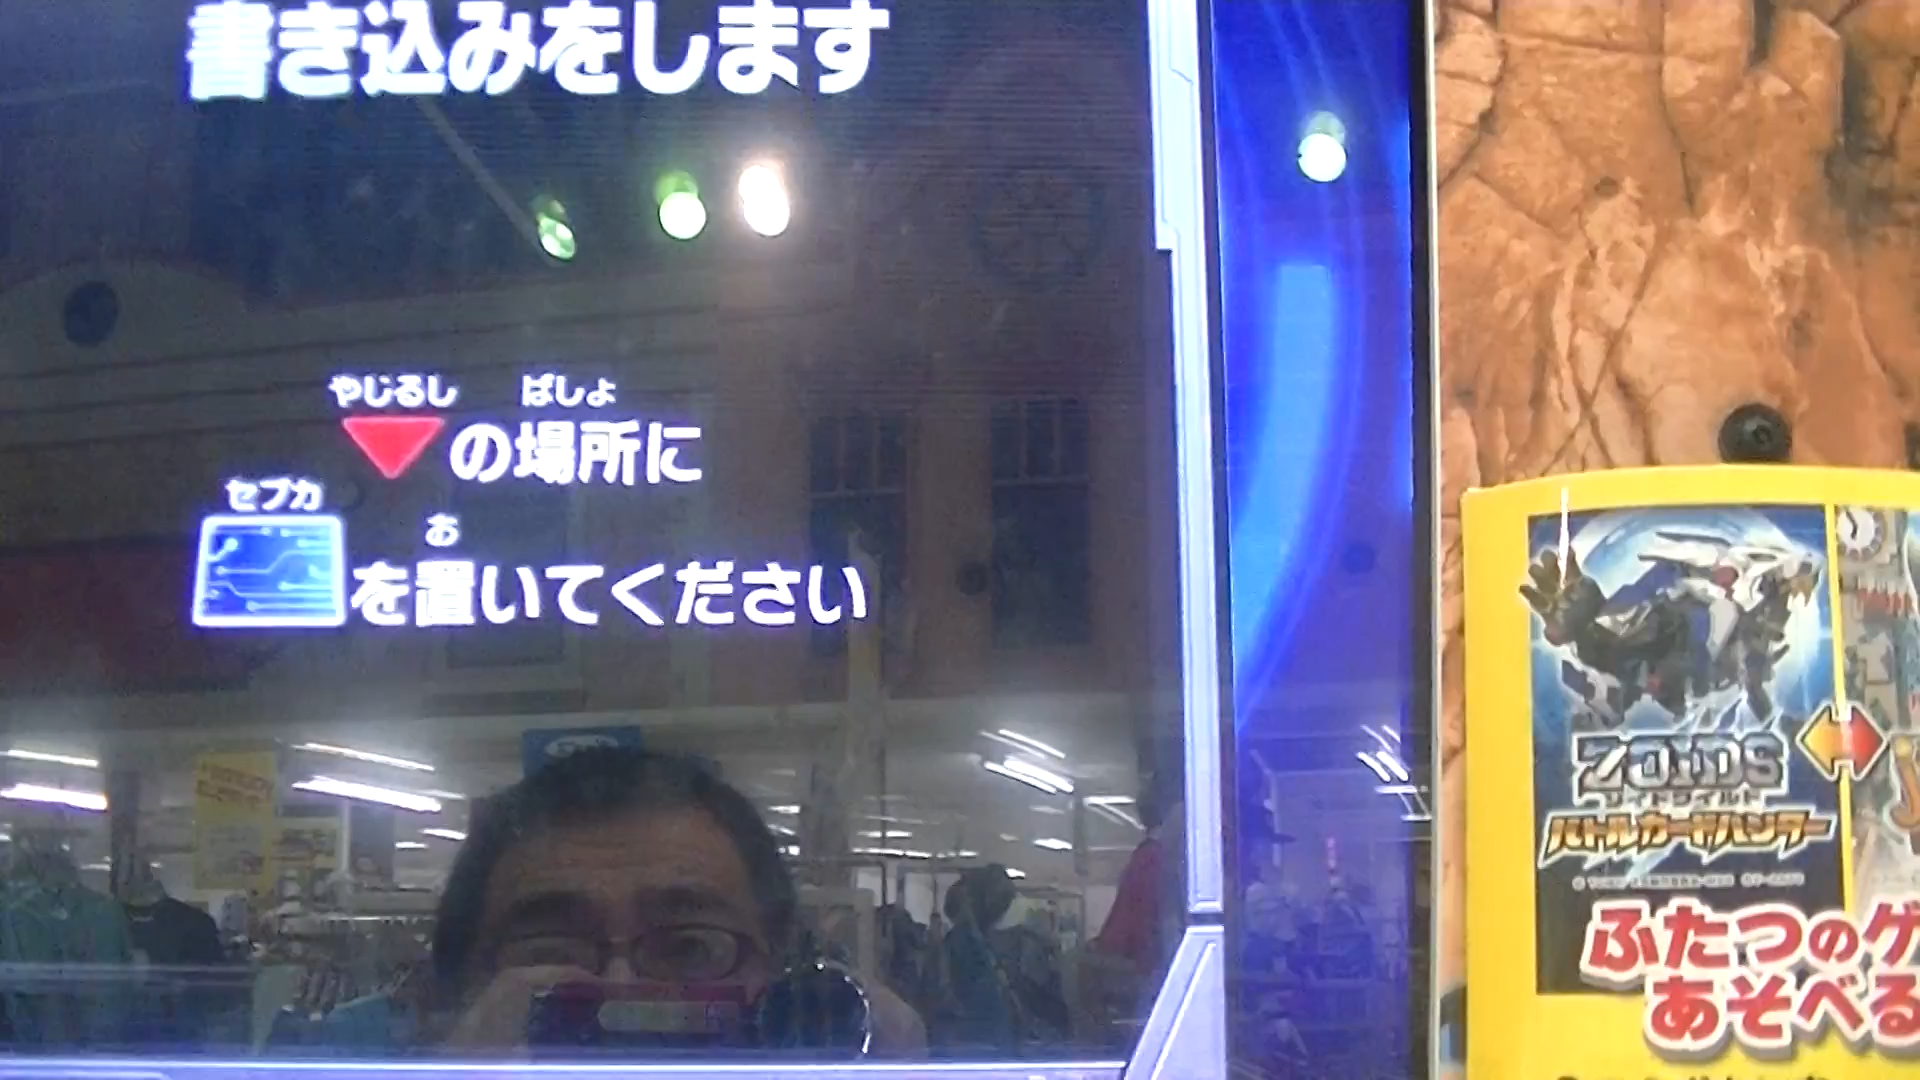 書き込みをします
やじるし ばしょ
の場所に
セブカ
お
を置いてください
ZOIDS
ゾイドワイルド
バトルカードハンター
ふたつのゲ
あそべる